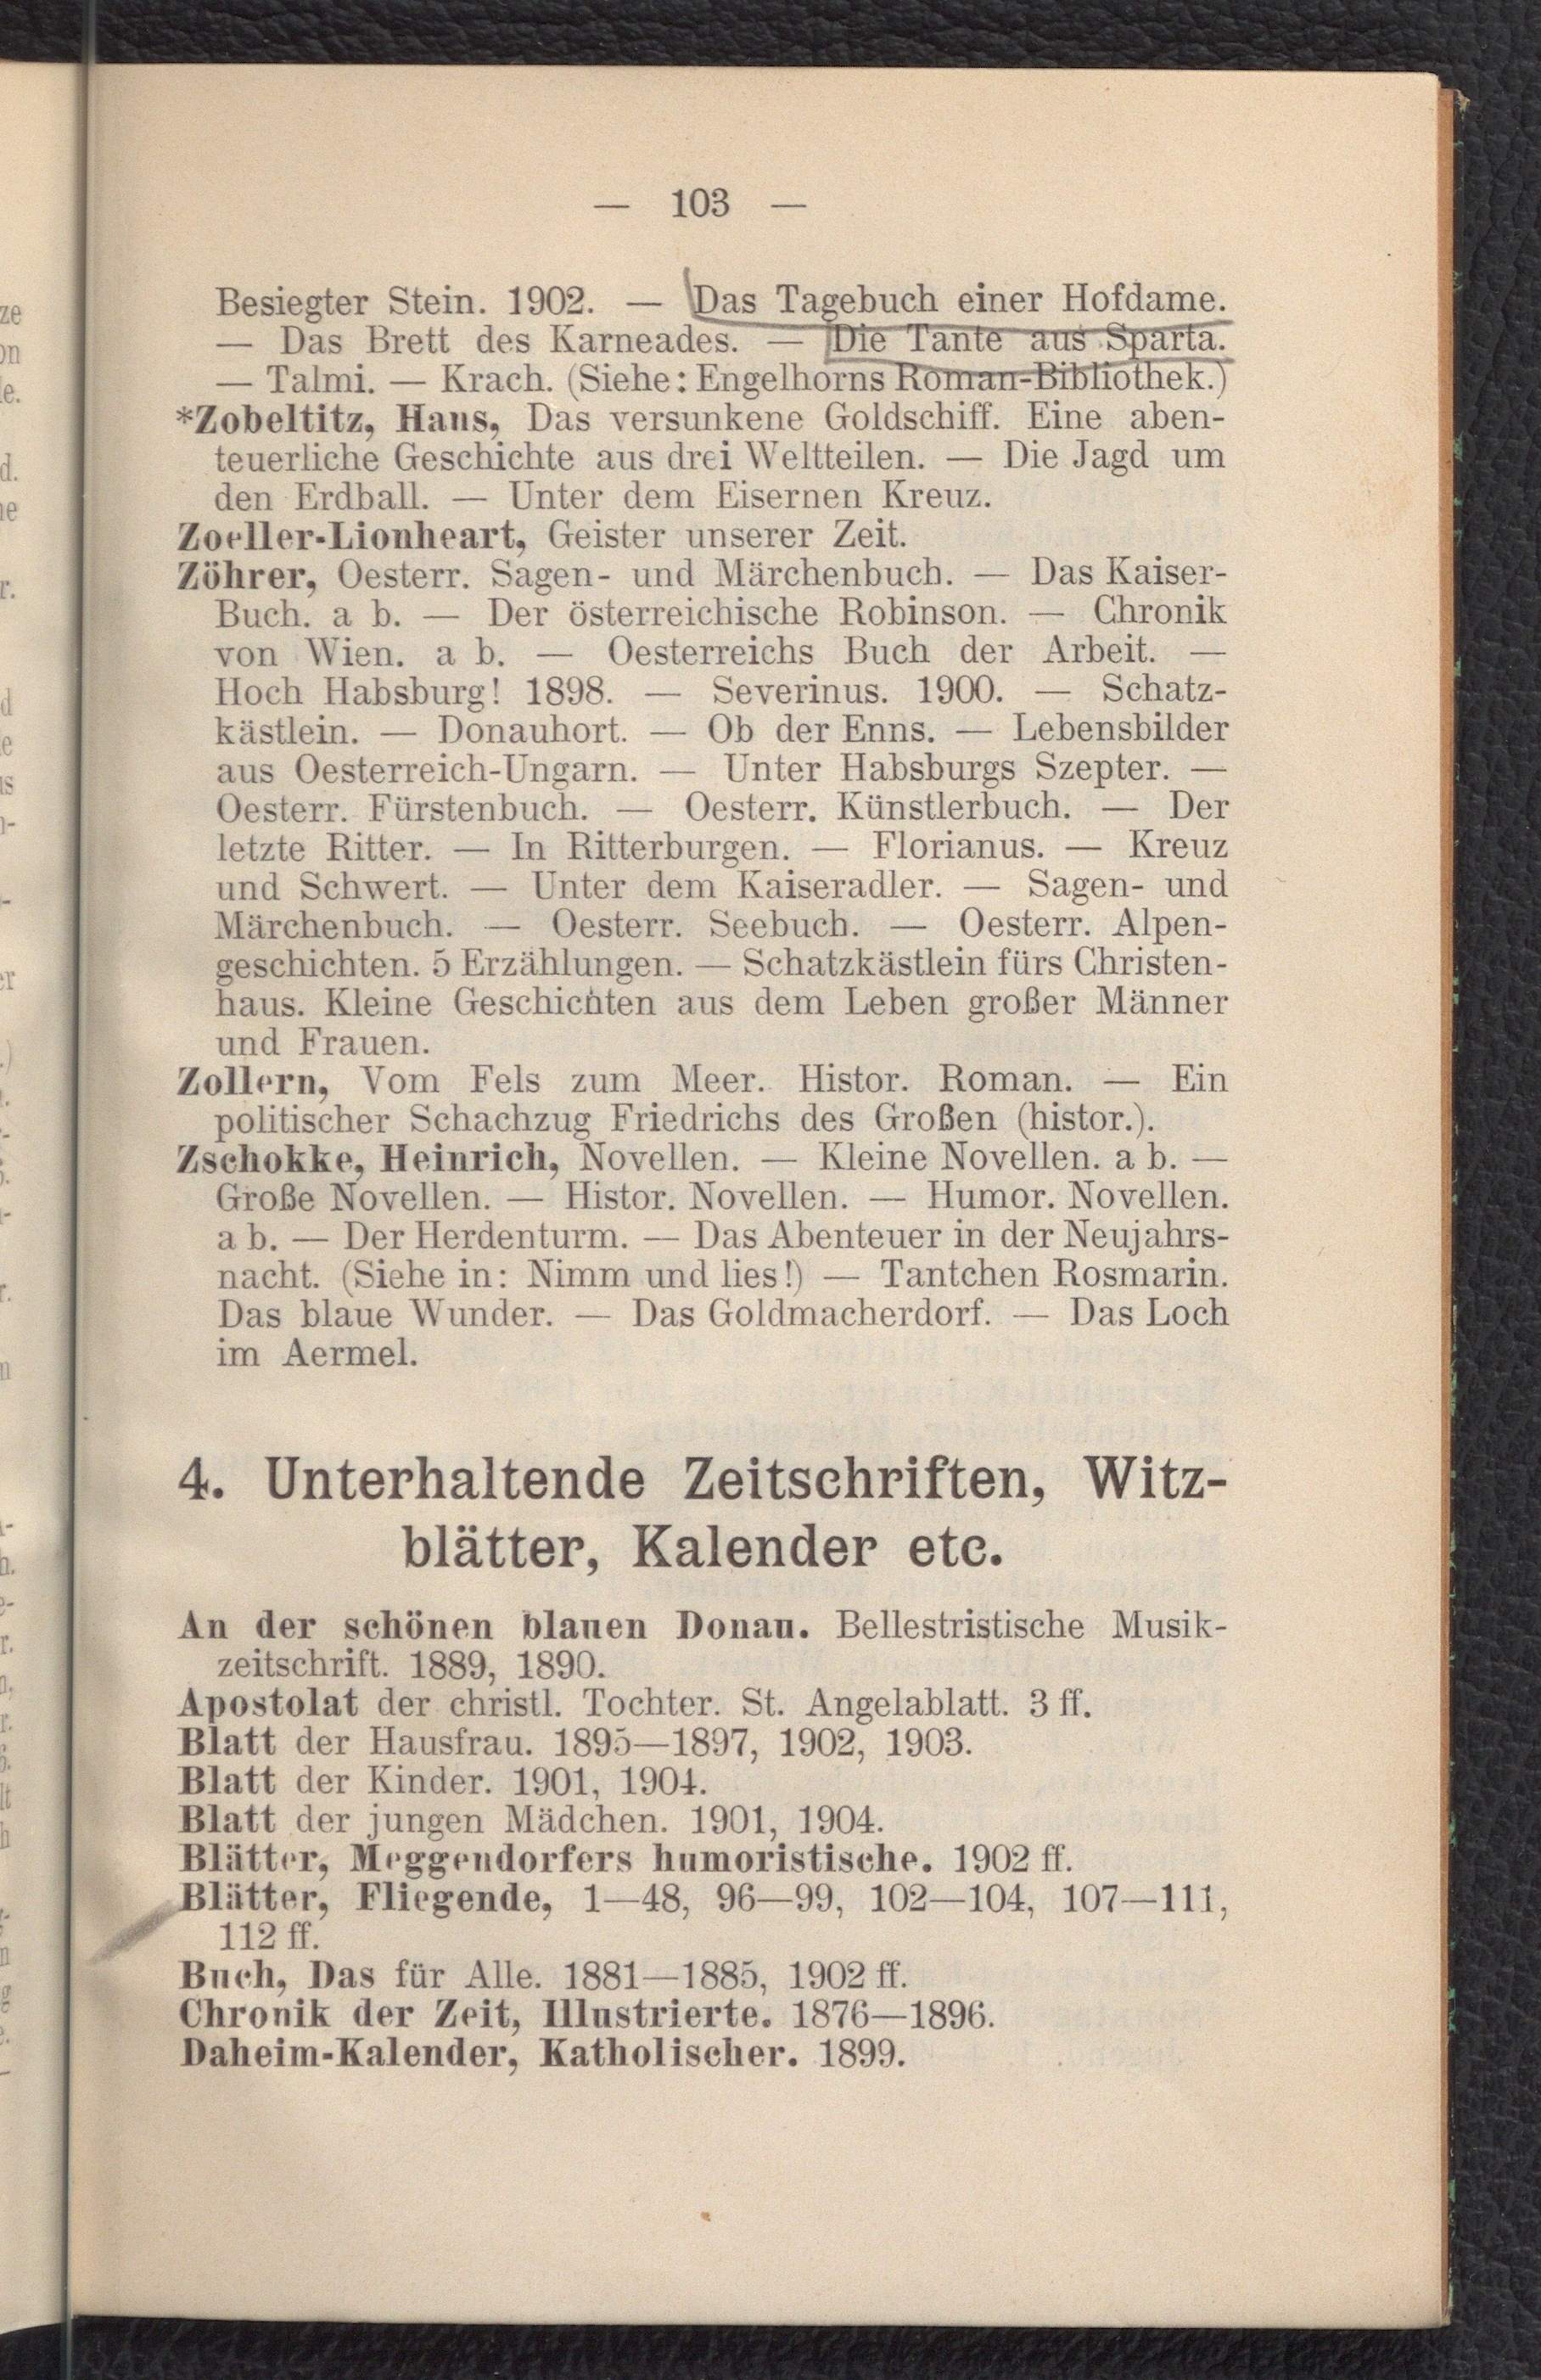 — 103 —
Besiegter Stein. 1902. — Das Tagebuch einer Hofdame.
— Das Brett des Karneades. — Die Tante aus Sparta.
— Talmi. — Krach. (Siehe: Engelhorns Roman-Bibliothek.)
*Zobeltitz, Hans, Das versunkene Goldschiff. Eine aben-
teuerliche Geschichte aus drei Weltteilen. — Die Jagd um
den Erdball. — Unter dem Eisernen Kreuz.
Zoeller-Lionheart, Geister unserer Zeit.
Zöhrer, Oesterr. Sagen- und Märchenbuch. — Das Kaiser-
Buch. a b. — Der österreichische Robinson. — Chronik
von Wien. a b. — Oesterreichs Buch der Arbeit. —
Hoch Habsburg! 1898. — Severinus. 1900. — Schatz-
kästlein. — Donauhort. — Ob der Enns. — Lebensbilder
aus Oesterreich-Ungarn. — Unter Habsburgs Szepter. —
Oesterr. Fürstenbuch. — Oesterr. Künstlerbuch. — Der
letzte Ritter. — In Ritterburgen. — Florianus. — Kreuz
und Schwert. — Unter dem Kaiseradler. — Sagen- und
Märchenbuch. — Oesterr. Seebuch. — Oesterr. Alpen-
geschichten. 5 Erzählungen. — Schatzkästlein fürs Christen-
haus. Kleine Geschichten aus dem Leben großer Männer
und Frauen.
Zollern, Vom Fels zum Meer. Histor. Roman. — Ein
politischer Schachzug Friedrichs des Großen (histor.).
Zschokke, Heinrich, Novellen. — Kleine Novellen. a b. —
Große Novellen. — Histor. Novellen. — Humor. Novellen.
a b. — Der Herdenturm. — Das Abenteuer in der Neujahrs-
nacht. (Siehe in: Nimm und lies!) — Tantchen Rosmarin.
Das blaue Wunder. — Das Goldmacherdorf. — Das Loch
im Aermel.
4. Unterhaltende Zeitschriften, Witz-
blätter, Kalender etc.
An der schönen blauen Donau. Bellestristische Musik-
zeitschrift. 1889, 1890.
Apostolat der christl. Tochter. St. Angelablatt. 3 ff.
Blatt der Hausfrau. 1895—1897, 1902, 1903.
Blatt der Kinder. 1901, 1904.
Blatt der jungen Mädchen. 1901, 1904.
Blätter, Meggendorfers humoristische. 1902 ff.
Blätter, Fliegende, 1—48, 96—99, 102—104, 107—111,
112 ff.
Buch, Das für Alle. 1881—1885, 1902 ff.
Chronik der Zeit, Illustrierte. 1876—1896.
Daheim-Kalender, Katholischer. 1899.